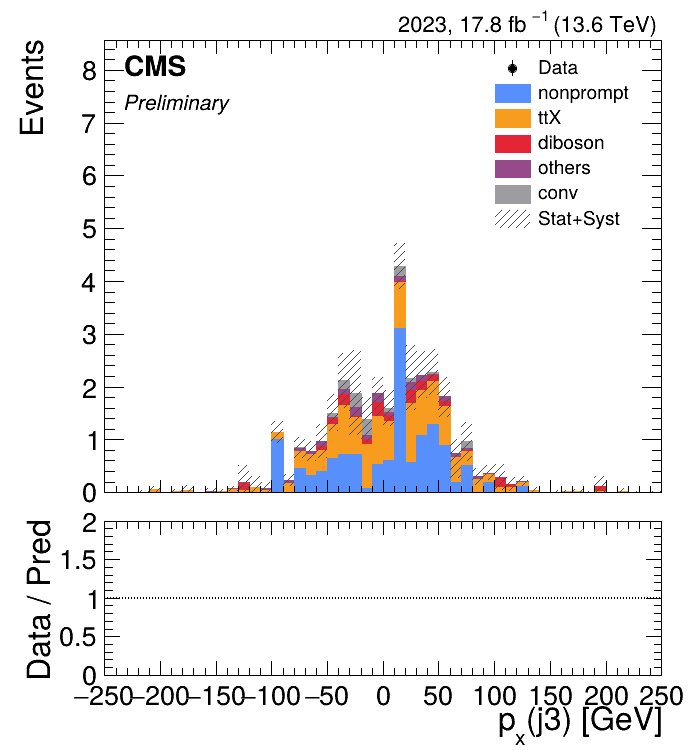 2023, 17.8 fb⁻¹ (13.6 TeV)
CMS
Preliminary
Events
8
7
6
5
4
3
2
1
0
Data
nonprompt
ttX
diboson
others
conv
Stat+Syst
Data / Pred
2
1.5
1
0.5
0
−250 −200 −150 −100 −50 0 50 100 150 200 250
pₓ(j3) [GeV]